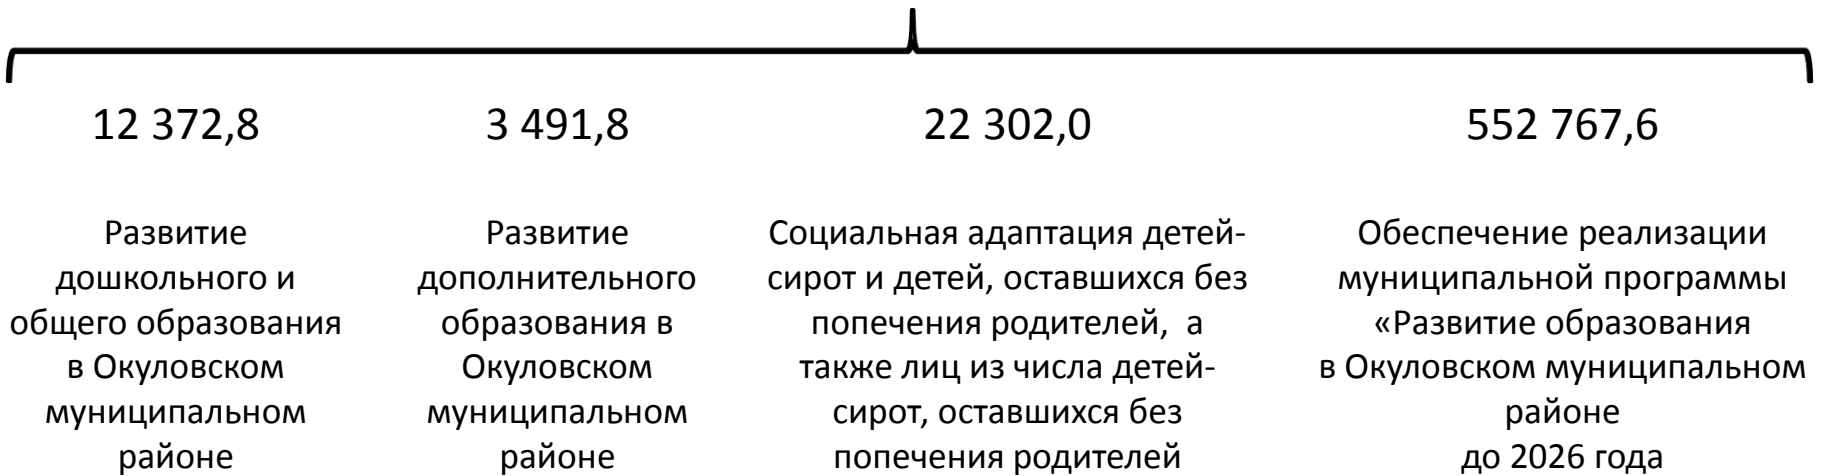 12 372,8
3 491,8
22 302,0
552 767,6
Развитие
дошкольного и
общего образования
в Окуловском
муниципальном
районе
Развитие
дополнительного
образования в
Окуловском
муниципальном
районе
Социальная адаптация детей-
сирот и детей, оставшихся без
попечения родителей, а
также лиц из числа детей-
сирот, оставшихся без
попечения родителей
Обеспечение реализации
муниципальной программы
«Развитие образования
в Окуловском муниципальном
районе
до 2026 года